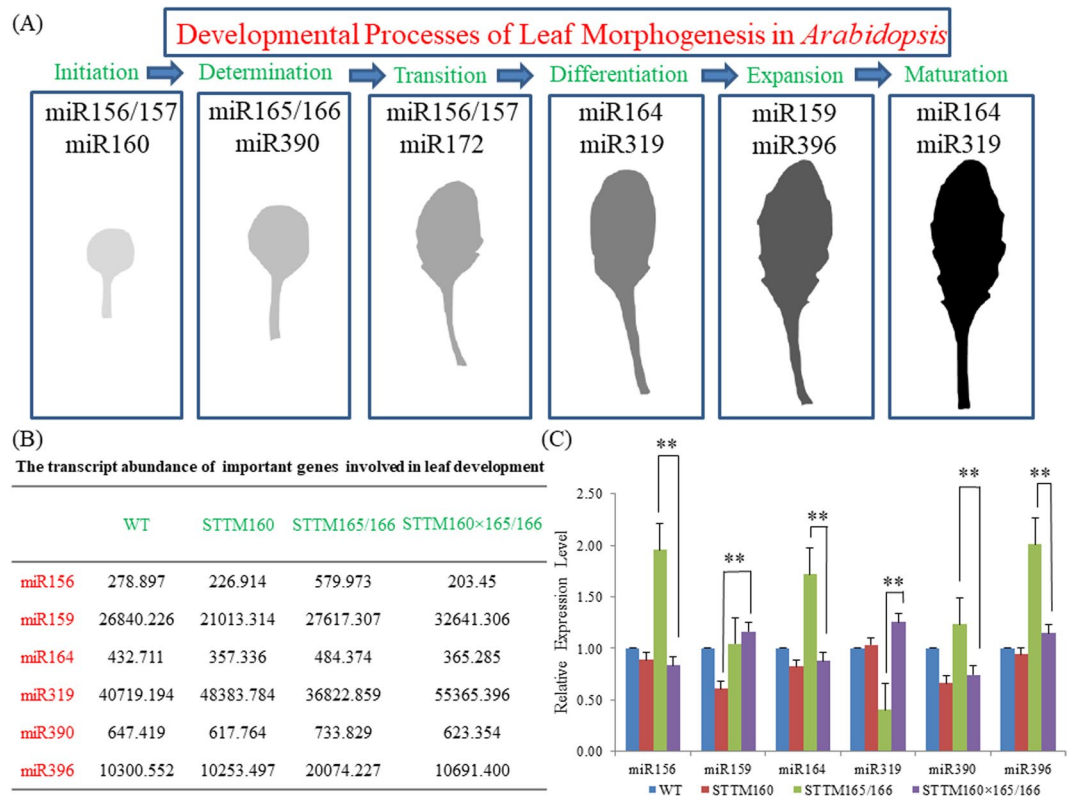 (A)
Developmental Processes of Leaf Morphogenesis in Arabidopsis
Initiation Determination Transition Differentiation Expansion Maturation
miR156/157 miR165/166 miR156/157 miR164 miR159 miR164
miR160 miR390 miR172 miR319 miR396 miR319
(B)
The transcript abundance of important genes involved in leaf development
WT STTM160 STTM165/166 STTM160×165/166
miR156 278.897 226.914 579.973 203.45
miR159 26840.226 21013.314 27617.307 32641.306
miR164 432.711 357.336 484.374 365.285
miR319 40719.194 48383.784 36822.859 55365.396
miR390 647.419 617.764 733.829 623.354
miR396 10300.552 10253.497 20074.227 10691.400
(C)
Relative Expression Level
2.50
2.00
1.50
1.00
0.50
0.00
** ** ** ** ** **
miR156 miR159 miR164 miR319 miR390 miR396
WT STTM160 STTM165/166 STTM160×165/166